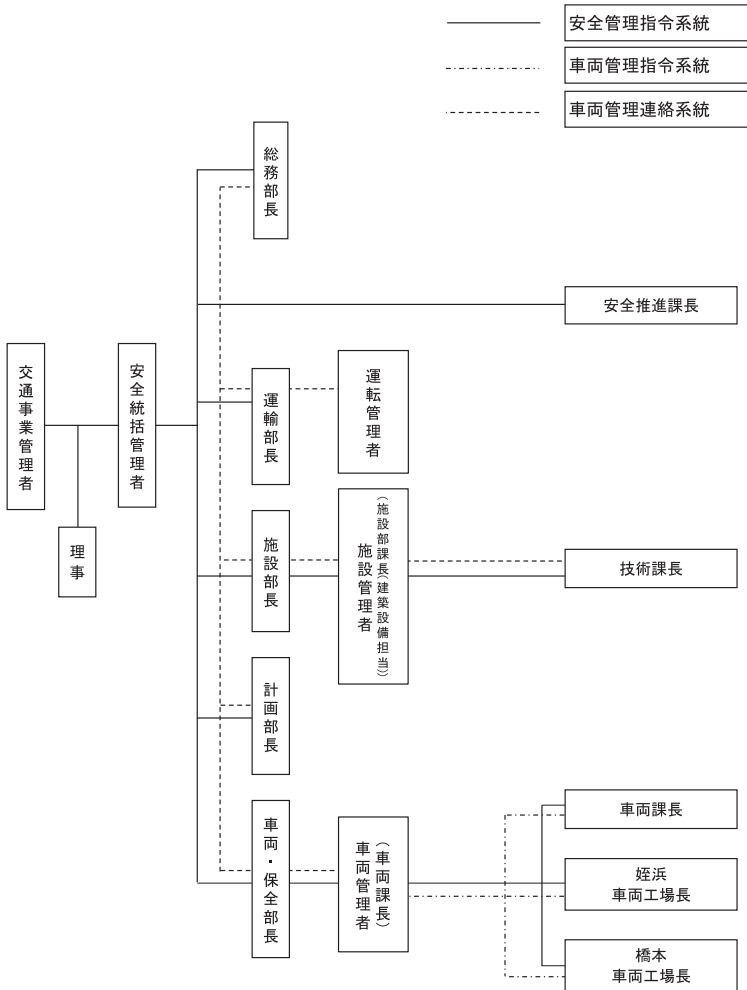 安全管理指令系統
車両管理指令系統
車両管理連絡系統
総務部長
安全推進課長
交通事業管理者
安全統括管理者
理事
運輸部長
運転管理者
施設部長
(施設部課長(建築設備担当))
施設管理者
技術課長
計画部長
車両・保全部長
(車両課長)
車両管理者
車両課長
姪浜
車両工場長
橋本
車両工場長